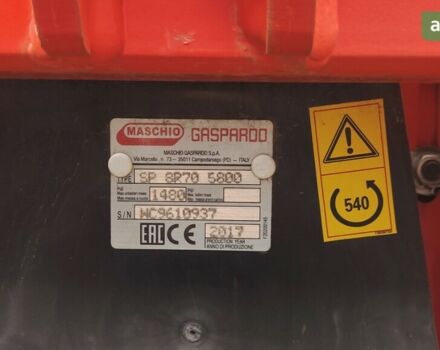 MASCHIO GASPARDO
MASCHIO GASPARDO S.p.A.
Via Marcello, n. 73 – 35011 Campodarsego (PD) – ITALY
TYPE SP 8R70 5800
1480
S/N WC9610937
EAC CE 2017
PRODUCTION YEAR
ANNO DI PRODUZIONE
540
a